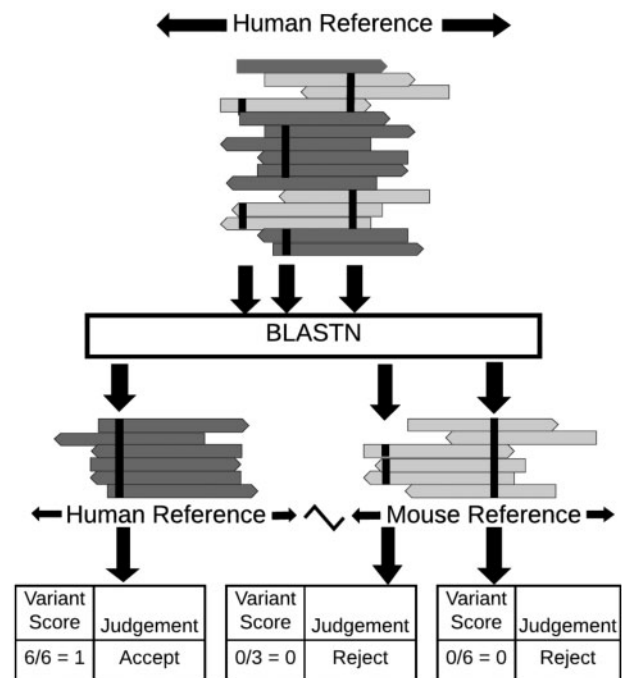 Human Reference
BLASTN
Human Reference
Mouse Reference
Variant Score Judgement
6/6 = 1 Accept
Variant Score Judgement
0/3 = 0 Reject
Variant Score Judgement
0/6 = 0 Reject